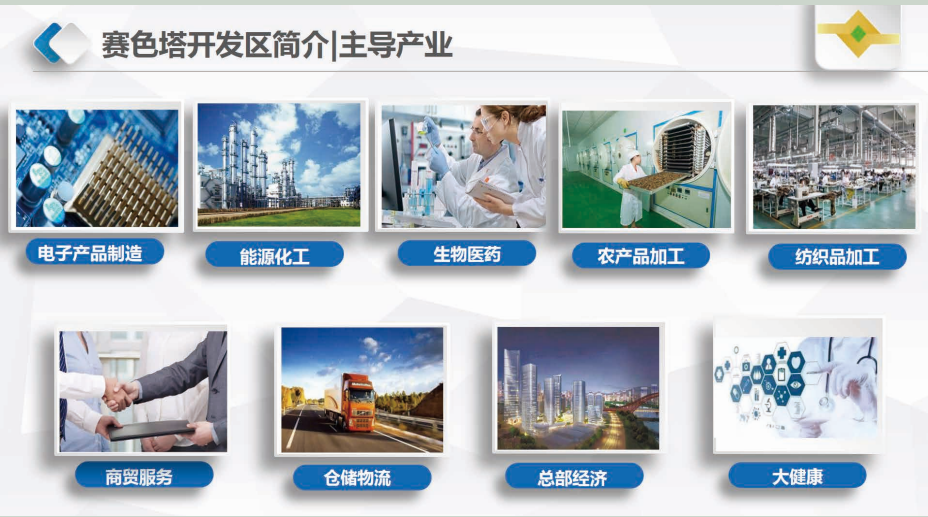 赛色塔开发区简介|主导产业
电子产品制造
能源化工
生物医药
农产品加工
纺织品加工
商贸服务
仓储物流
总部经济
大健康